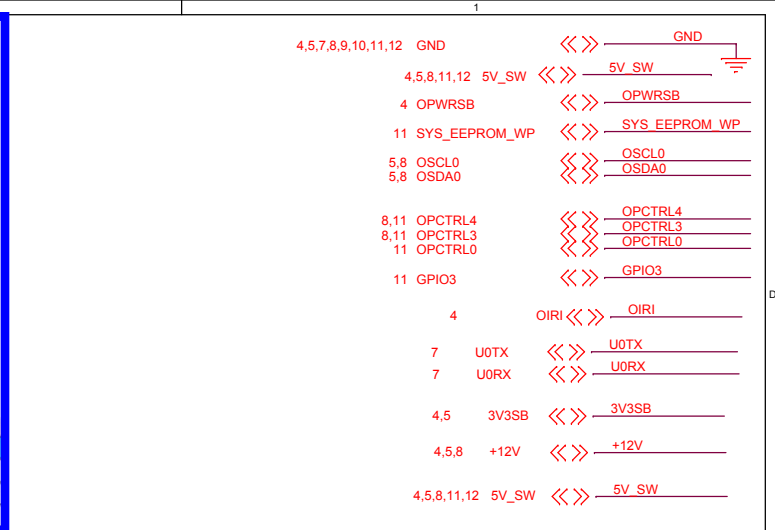 1
4,5,7,8,9,10,11,12 GND GND
4,5,8,11,12 5V_SW 5V_SW
4 OPWRSB OPWRSB
11 SYS_EEPROM_WP SYS_EEPROM_WP
5,8 OSCL0 OSCL0
5,8 OSDA0 OSDA0
8,11 OPCTRL4 OPCTRL4
8,11 OPCTRL3 OPCTRL3
11 OPCTRL0 OPCTRL0
11 GPIO3 GPIO3
D
4 OIRI OIRI
7 U0TX U0TX
7 U0RX U0RX
4,5 3V3SB 3V3SB
4,5,8 +12V +12V
4,5,8,11,12 5V_SW 5V_SW